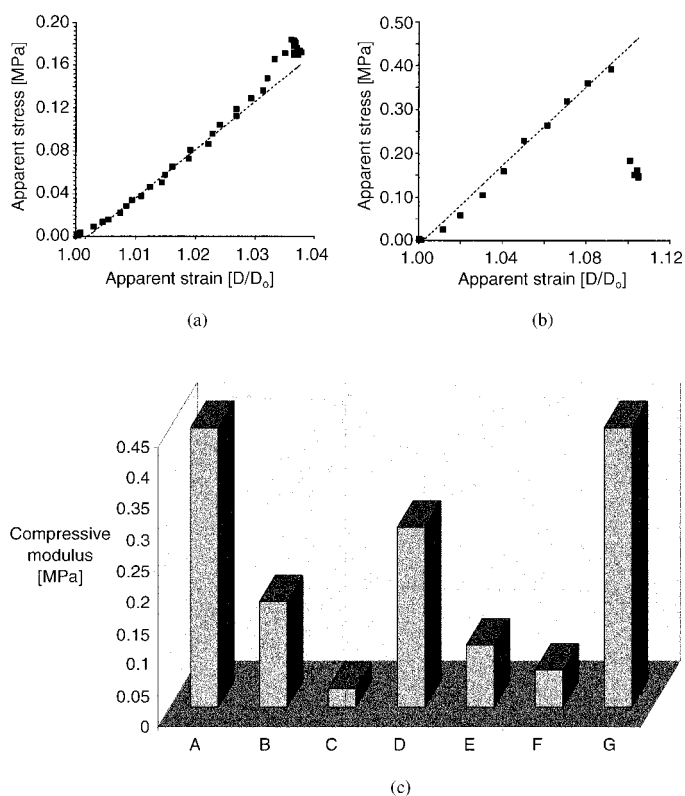 0.20
0.16
0.12
0.08
0.04
0.00
Apparent stress [MPa]
1.00 1.01 1.02 1.03 1.04
Apparent strain [D/Do]
(a)
0.50
0.40
0.30
0.20
0.10
0.00
Apparent stress [MPa]
1.00 1.04 1.08 1.12
Apparent strain [D/Do]
(b)
0.45
0.4
0.35
0.3
0.25
0.2
0.15
0.1
0.05
0
Compressive
modulus
[MPa]
A B C D E F G
(c)